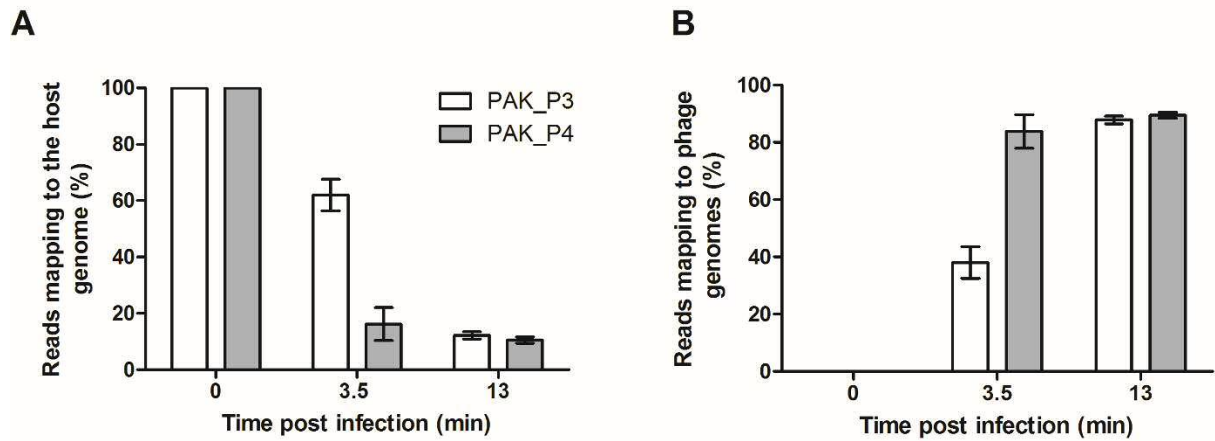 A
Reads mapping to the host
genome (%)
100
80
60
40
20
0
PAK_P3
PAK_P4
0 3.5 13
Time post infection (min)
B
Reads mapping to phage
genomes (%)
100
80
60
40
20
0
0 3.5 13
Time post infection (min)